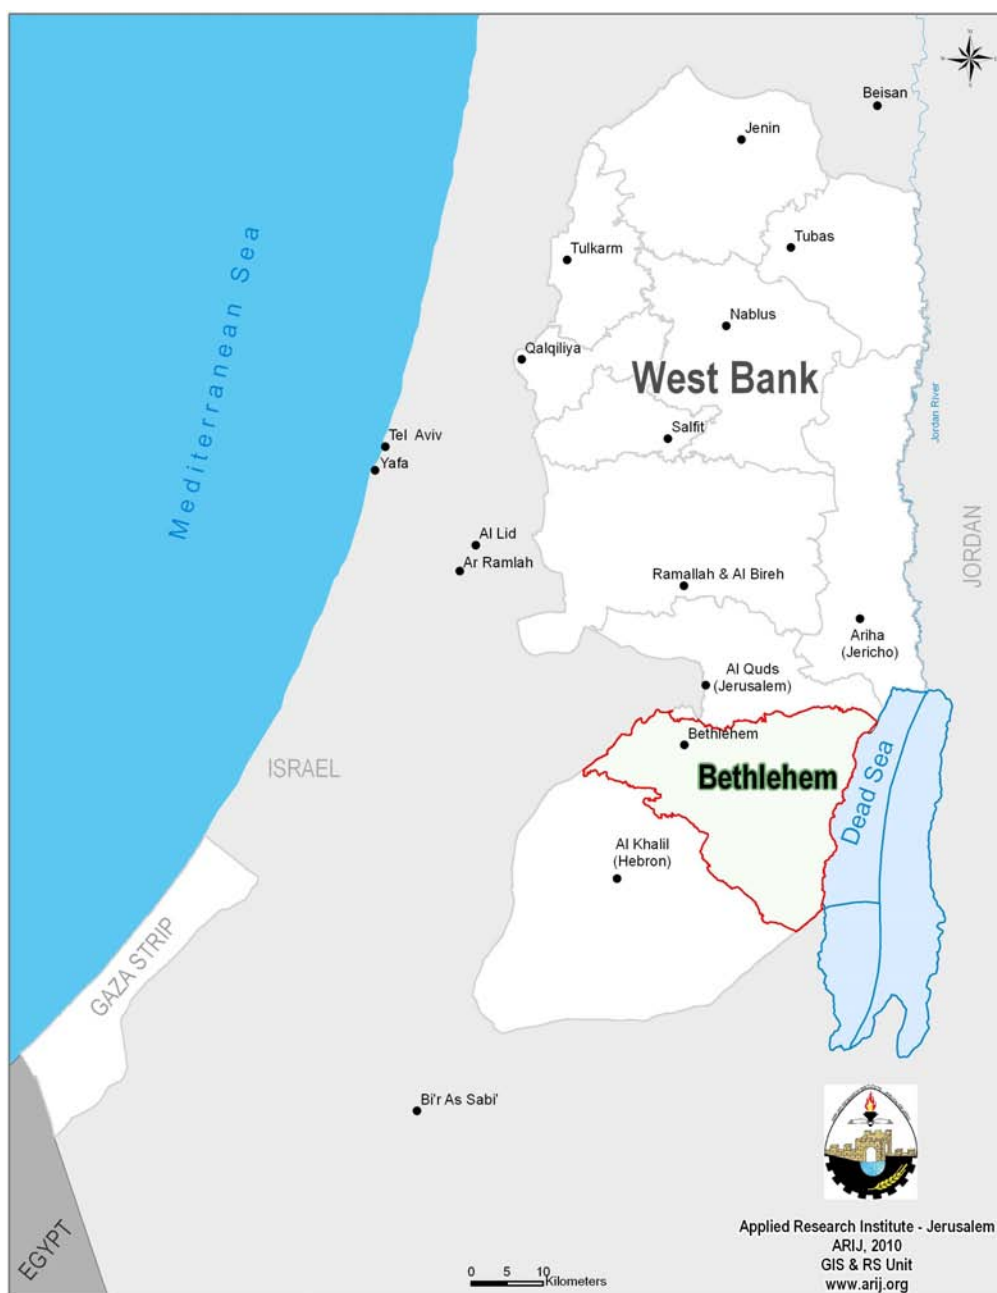 Beisan
Jenin
Tubas
Tulkarm
Nablus
Qalqiliya
West Bank
Salfit
Jordan River
Tel Aviv
Yafa
Mediterranean Sea
Al Lid
Ar Ramlah
JORDAN
Ramallah & Al Bireh
Ariha
(Jericho)
Al Quds
(Jerusalem)
Bethlehem
Bethlehem
ISRAEL
Dead Sea
Al Khalil
(Hebron)
GAZA STRIP
Bi'r As Sabi'
EGYPT
Applied Research Institute - Jerusalem
ARIJ, 2010
GIS & RS Unit
www.arij.org
0 5 10
Kilometers